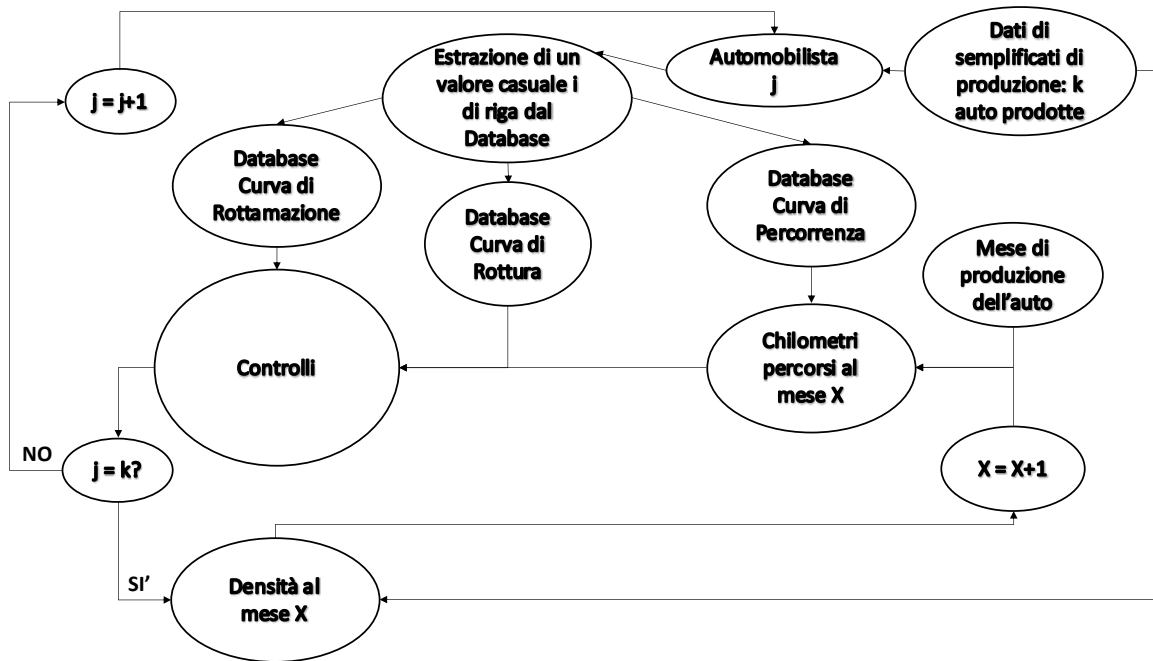 Dati di
semplificati di
produzione: k
auto prodotte
Automobilista
j
Estrazione di un
valore casuale i
di riga dal
Database
j = j+1
Database
Curva di
Rottamazione
Database
Curva di
Rottura
Database
Curva di
Percorrenza
Mese di
produzione
dell'auto
Controlli
Chilometri
percorsi al
mese X
NO
j = k?
X = X+1
SI'
Densità al
mese X